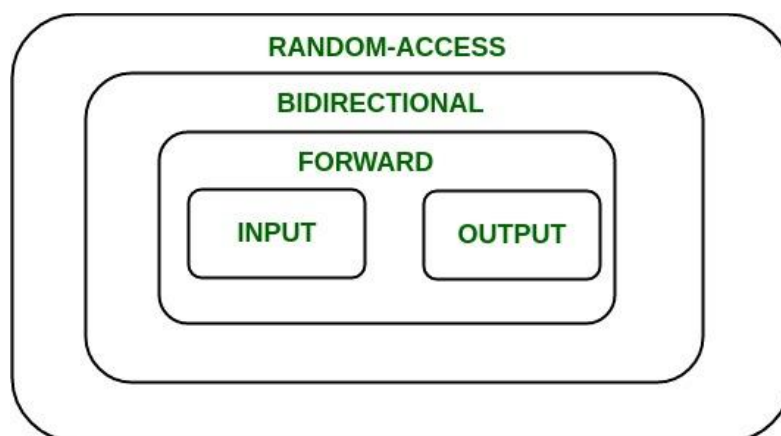 RANDOM-ACCESS
BIDIRECTIONAL
FORWARD
INPUT
OUTPUT